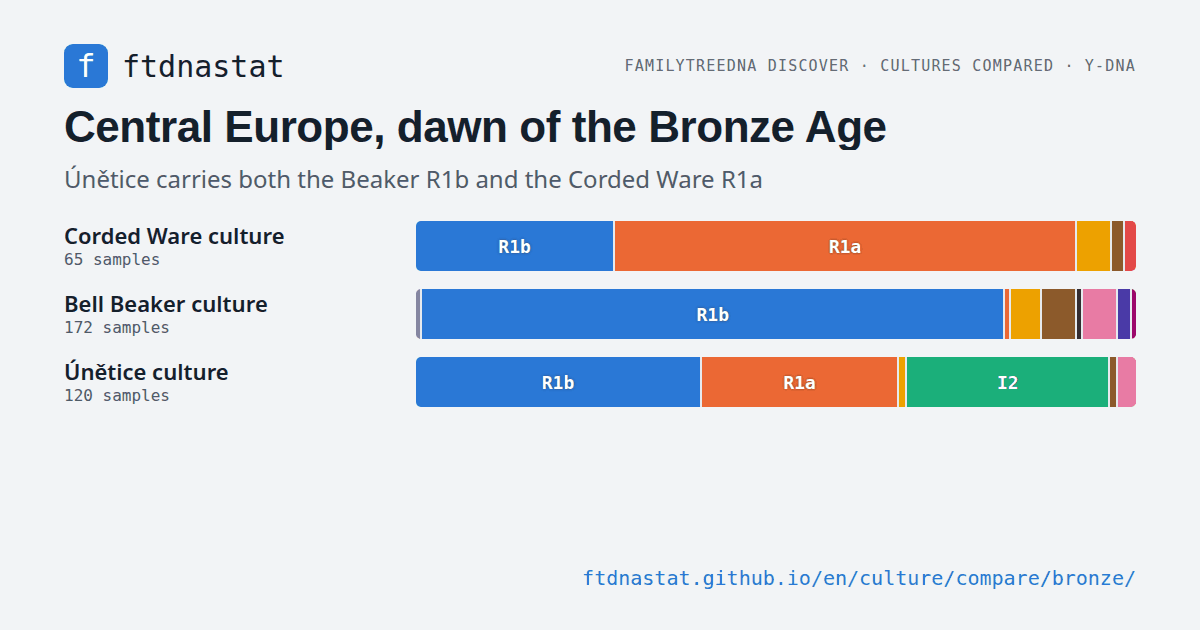 f ftdnastat
FAMILYTREEDNA DISCOVER · CULTURES COMPARED · Y-DNA
Central Europe, dawn of the Bronze Age
Únětice carries both the Beaker R1b and the Corded Ware R1a
Corded Ware culture
65 samples
R1b R1a
Bell Beaker culture
172 samples
R1b
Únětice culture
120 samples
R1b R1a I2
ftdnastat.github.io/en/culture/compare/bronze/